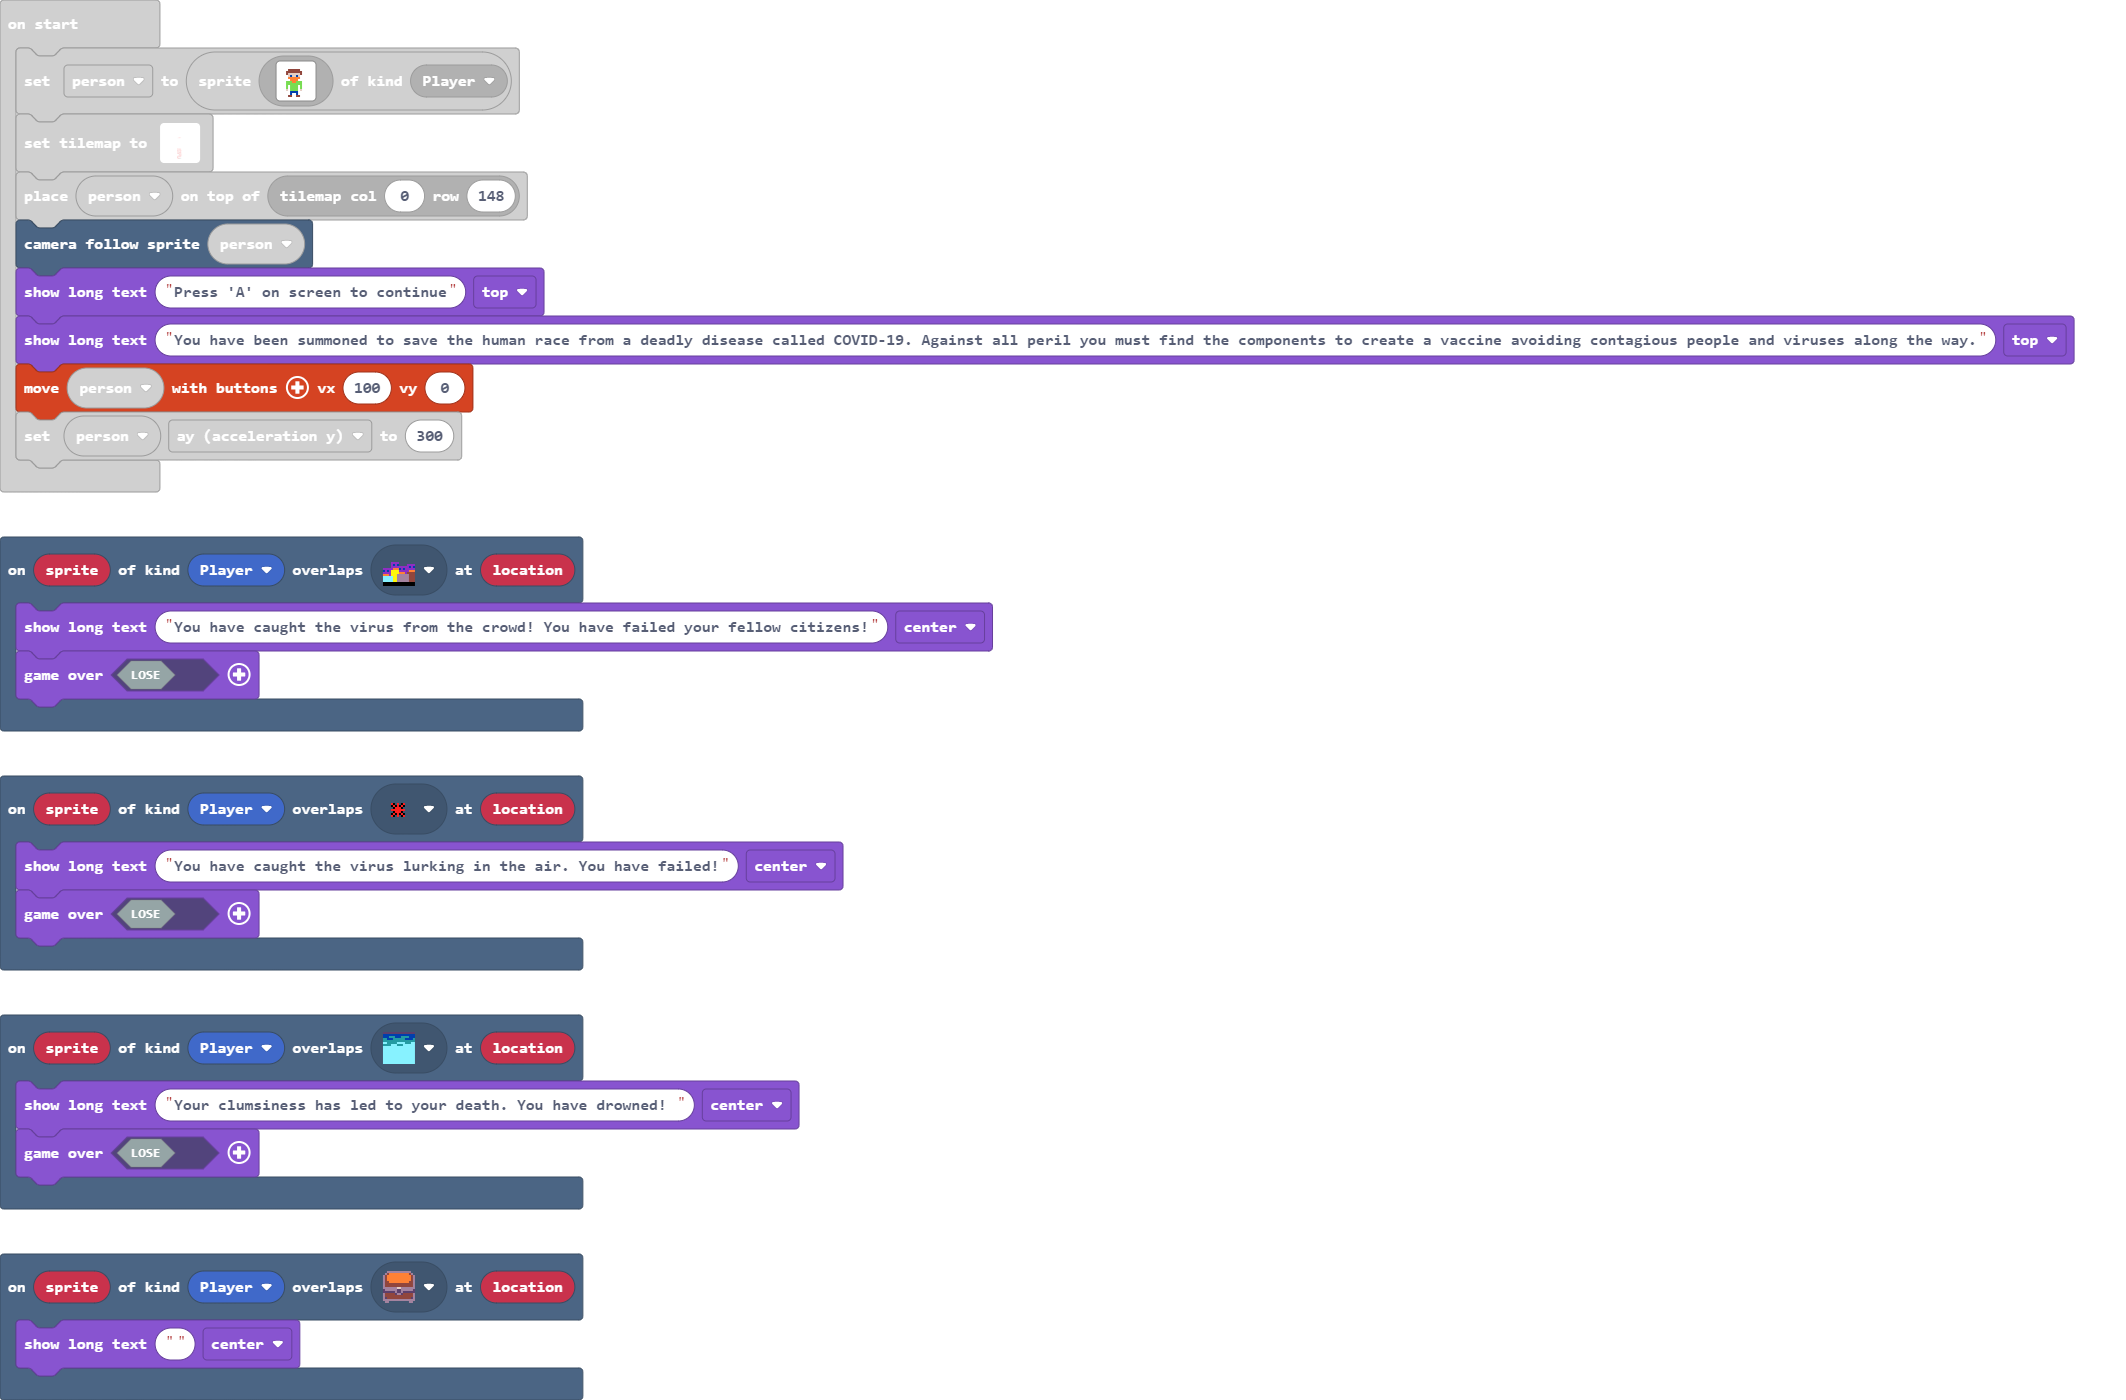 on start
set person to sprite of kind Player
set tilemap to
place person on top of tilemap col 0 row 148
camera follow sprite person
show long text "Press 'A' on screen to continue" top
show long text "You have been summoned to save the human race from a deadly disease called COVID-19. Against all peril you must find the components to create a vaccine avoiding contagious people and viruses along the way." top
move person with buttons vx 100 vy 0
set person ay (acceleration y) to 300
on sprite of kind Player overlaps at location
show long text "You have caught the virus from the crowd! You have failed your fellow citizens!" center
game over LOSE
on sprite of kind Player overlaps at location
show long text "You have caught the virus lurking in the air. You have failed!" center
game over LOSE
on sprite of kind Player overlaps at location
show long text "Your clumsiness has led to your death. You have drowned! " center
game over LOSE
on sprite of kind Player overlaps at location
show long text " " center